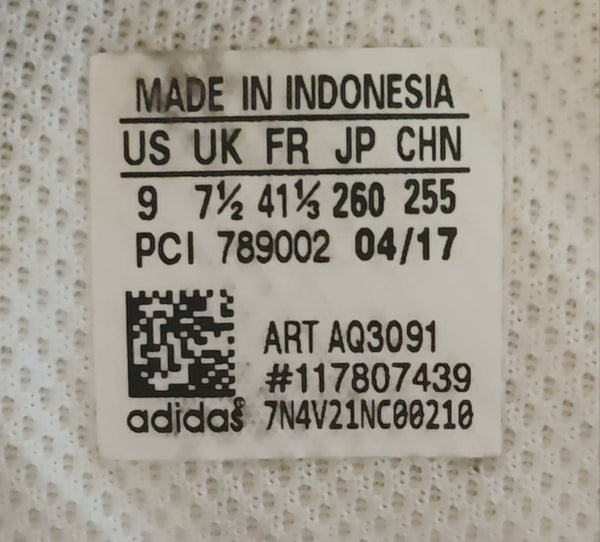 MADE IN INDONESIA
US UK FR JP CHN
9 7½ 41⅓ 260 255
PCI 789002 04/17
ART AQ3091
#117807439
adidas® 7N4V21NC00210